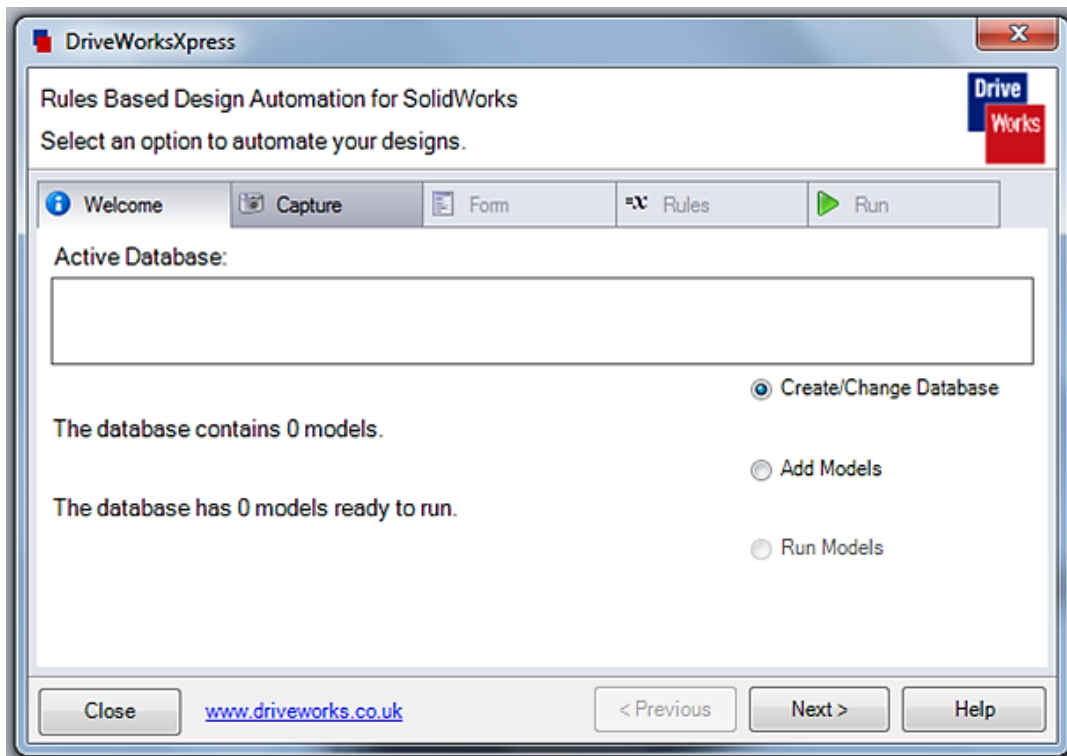 DriveWorksXpress
Rules Based Design Automation for SolidWorks
Select an option to automate your designs.
Drive
Works
Welcome
Capture
Form
=x Rules
Run
Active Database:
Create/Change Database
The database contains 0 models.
Add Models
The database has 0 models ready to run.
Run Models
Close
www.driveworks.co.uk
< Previous
Next >
Help